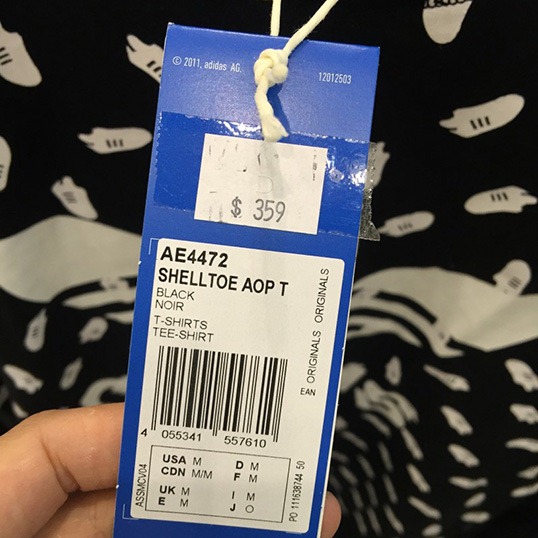 © 2011, adidas AG.
12012503
$ 359
AE4472
SHELLTOE AOP T
BLACK
NOIR
T-SHIRTS
TEE-SHIRT
EAN ORIGINALS ORIGINALS
4 055341 557610
ASSMCV04
USA M
CDN M/M
UK M
E M
D M
F M
I M
J O
PO 111638744 50